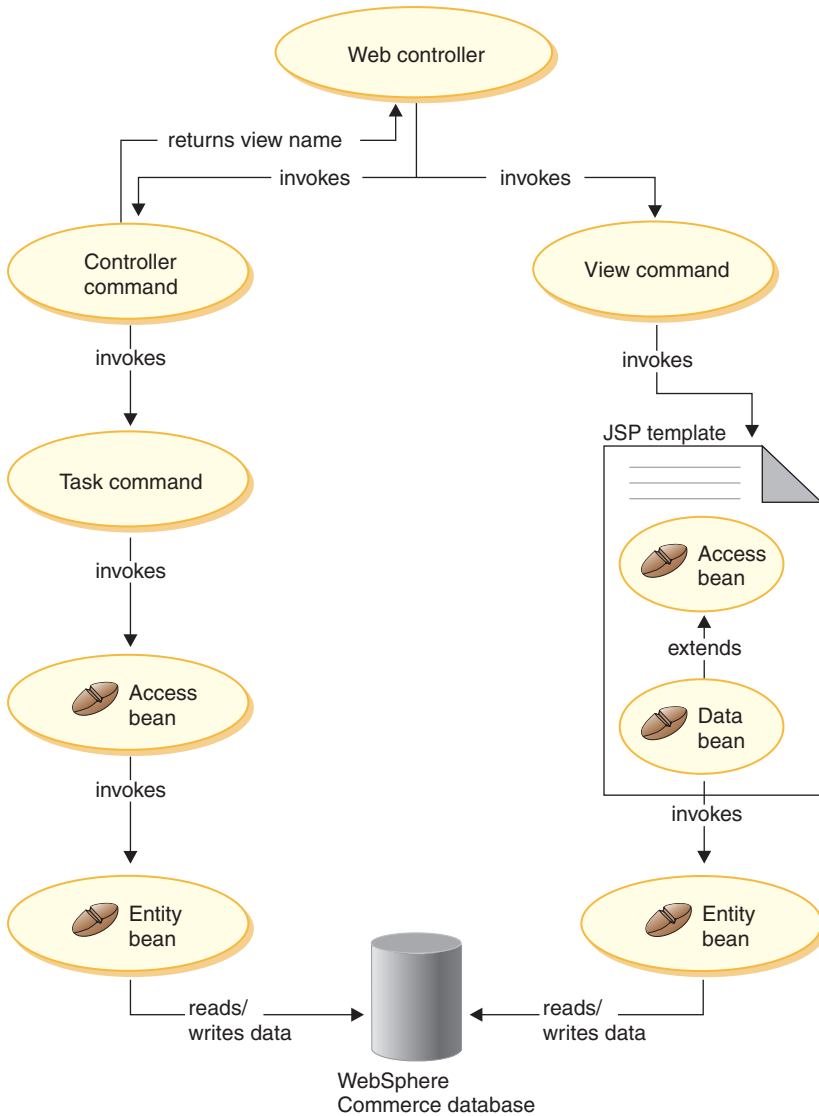 Web controller
returns view name
invokes
invokes
Controller
command
View command
invokes
invokes
JSP template
Task command
Access
bean
invokes
extends
Access
bean
Data
bean
invokes
invokes
Entity
bean
Entity
bean
reads/
writes data
reads/
writes data
WebSphere
Commerce database